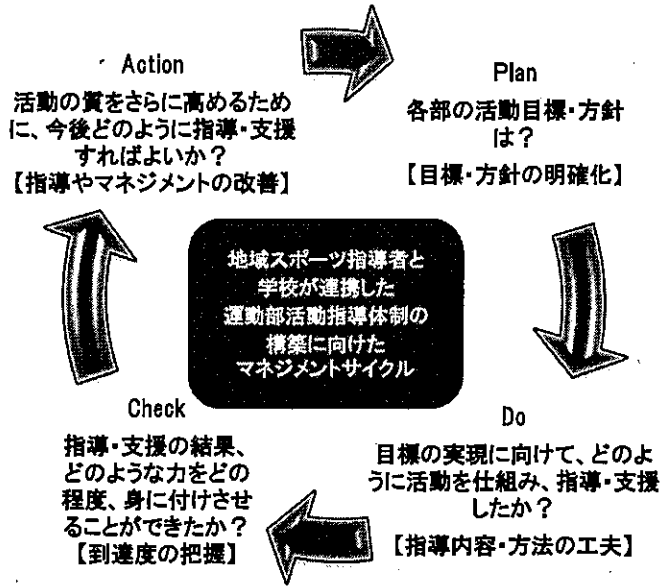 Action
活動の質をさらに高めるため
に、今後どのように指導・支援
すればよいか？
【指導やマネジメントの改善】
Plan
各部の活動目標・方針
は？
【目標・方針の明確化】
地域スポーツ指導者と
学校が連携した
運動部活動指導体制の
構築に向けた
マネジメントサイクル
Check
指導・支援の結果、
どのような力をどの
程度、身に付けさせ
ることができたか？
【到達度の把握】
Do
目標の実現に向けて、どのよ
うに活動を仕組み、指導・支援
したか？
【指導内容・方法の工夫】